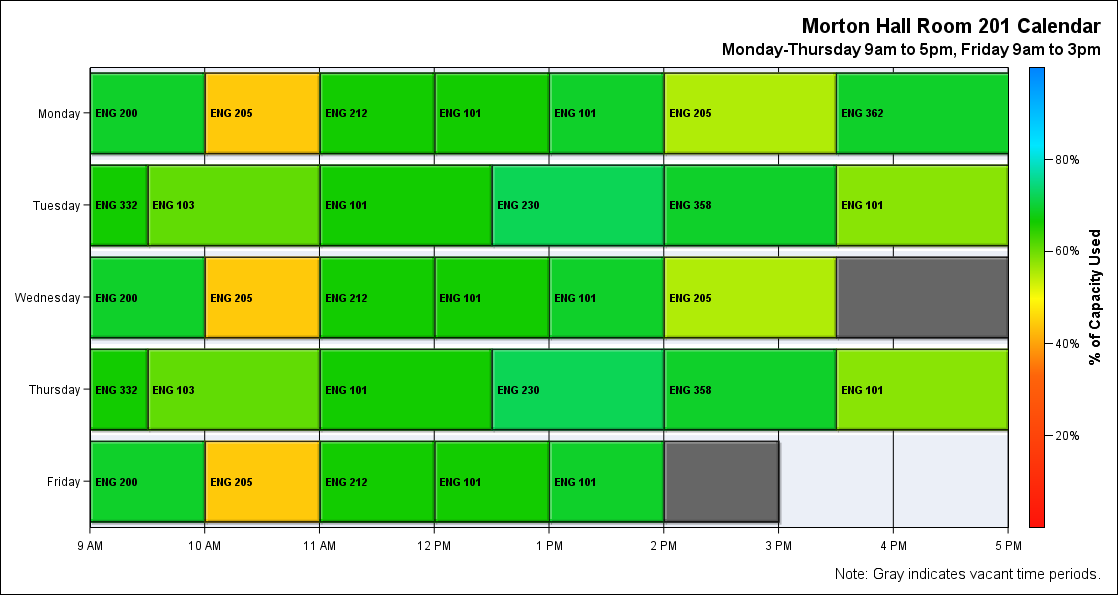 Morton Hall Room 201 Calendar
Monday-Thursday 9am to 5pm, Friday 9am to 3pm
Monday
ENG 200
ENG 205
ENG 212
ENG 101
ENG 101
ENG 205
ENG 362
Tuesday
ENG 332
ENG 103
ENG 101
ENG 230
ENG 358
ENG 101
Wednesday
ENG 200
ENG 205
ENG 212
ENG 101
ENG 101
ENG 205
Thursday
ENG 332
ENG 103
ENG 101
ENG 230
ENG 358
ENG 101
Friday
ENG 200
ENG 205
ENG 212
ENG 101
ENG 101
9 AM
10 AM
11 AM
12 PM
1 PM
2 PM
3 PM
4 PM
5 PM
80%
60%
40%
20%
% of Capacity Used
Note: Gray indicates vacant time periods.